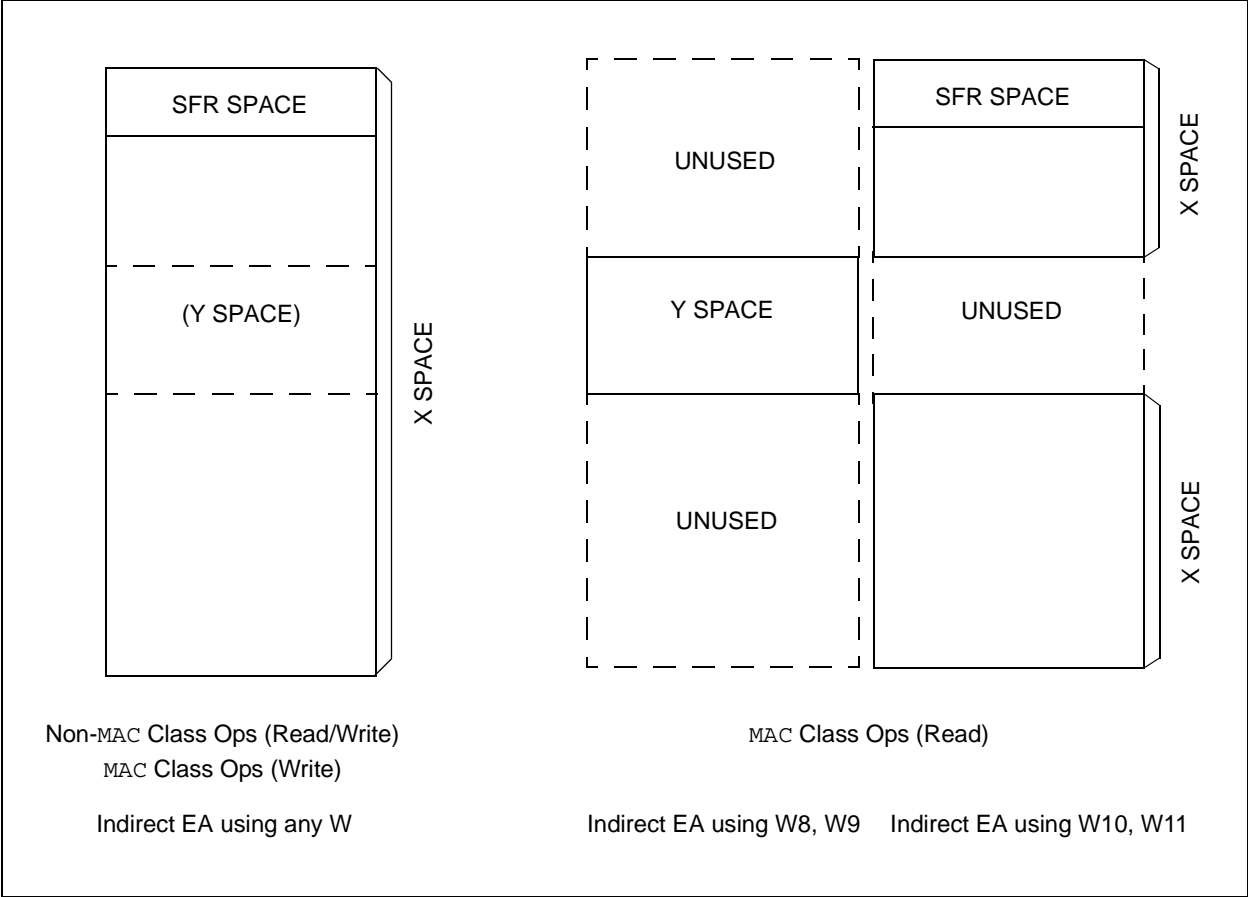 SFR SPACE
(Y SPACE)
X SPACE
UNUSED
Y SPACE
UNUSED
SFR SPACE
X SPACE
UNUSED
X SPACE
Non-MAC Class Ops (Read/Write)
MAC Class Ops (Write)
Indirect EA using any W
MAC Class Ops (Read)
Indirect EA using W8, W9
Indirect EA using W10, W11